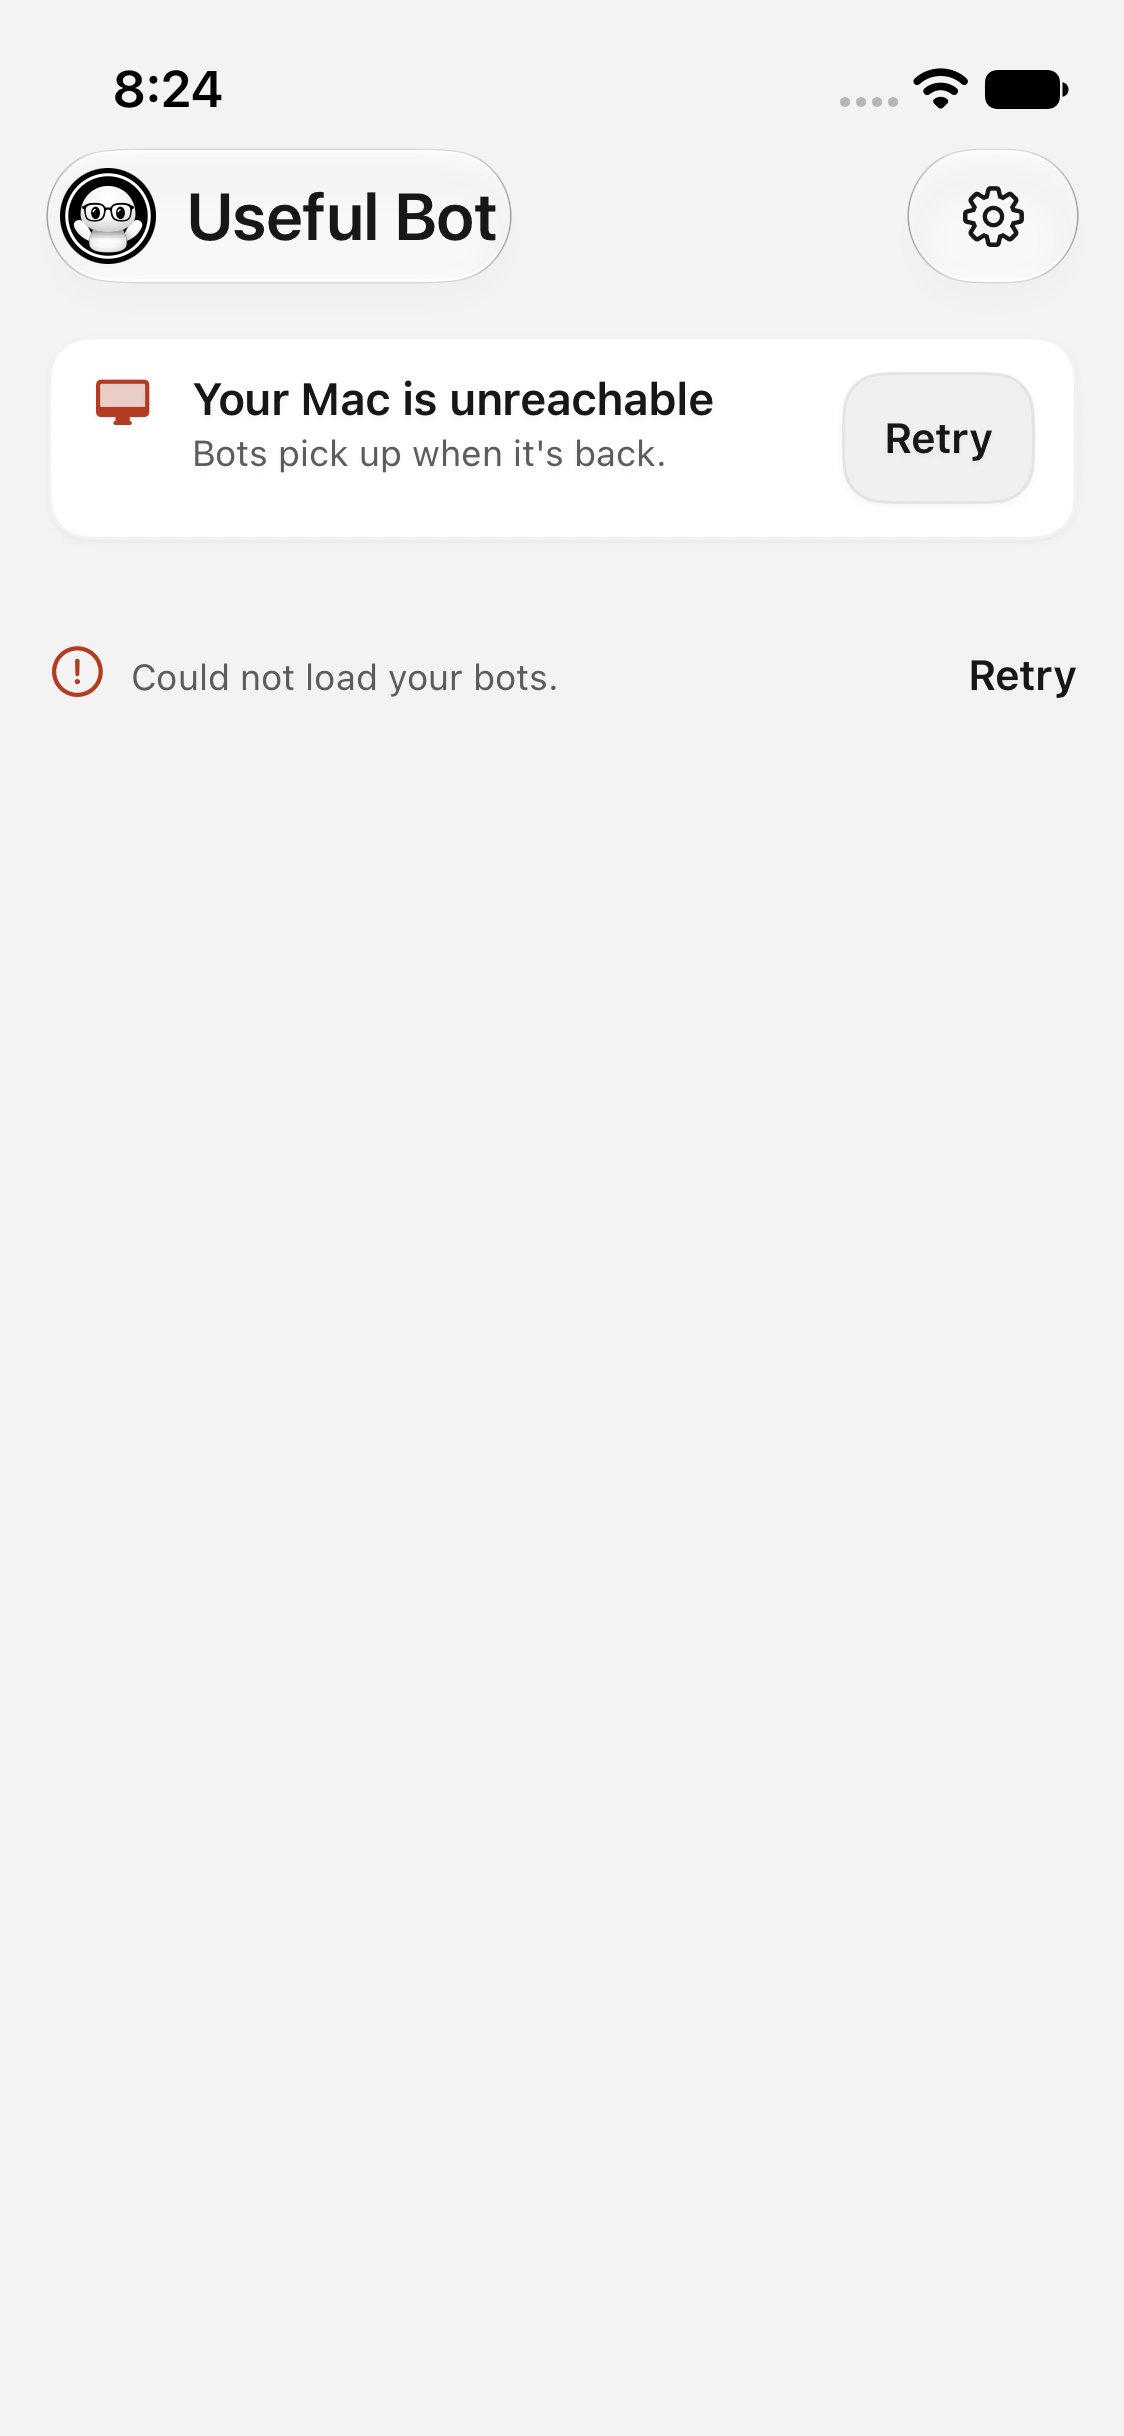 8:24
Useful Bot
Your Mac is unreachable
Bots pick up when it's back.
Retry
Could not load your bots.
Retry